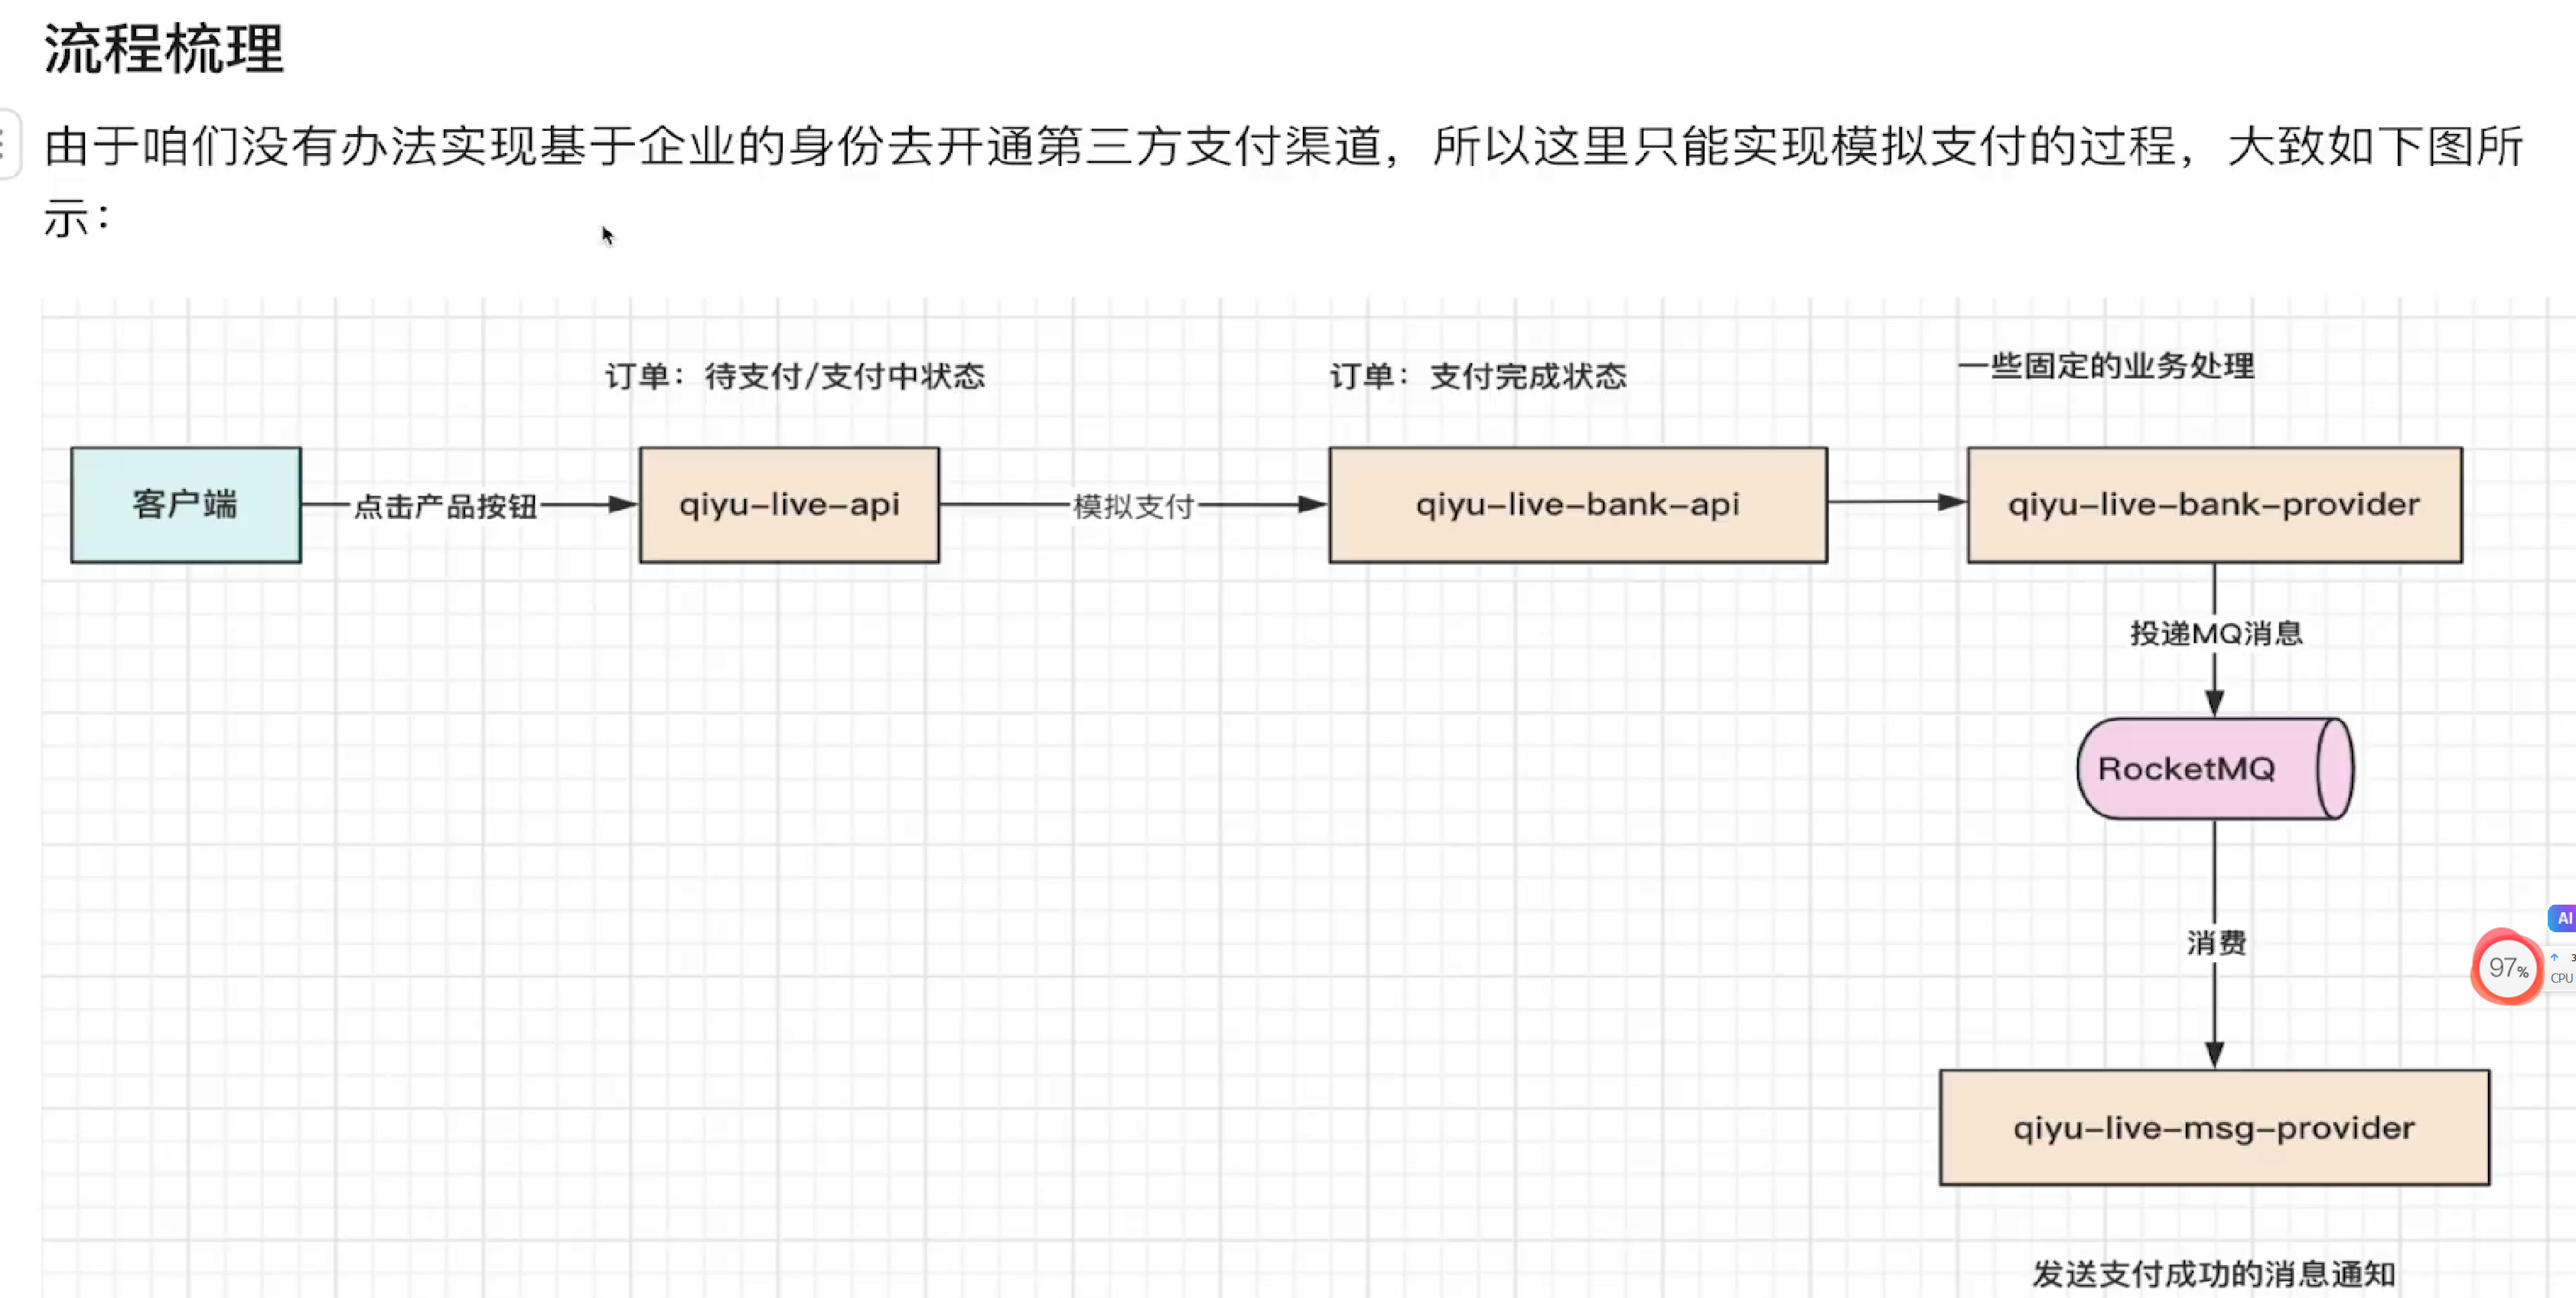 流程梳理
由于咱们没有办法实现基于企业的身份去开通第三方支付渠道，所以这里只能实现模拟支付的过程，大致如下图所
示：
订单：待支付/支付中状态
订单：支付完成状态
一些固定的业务处理
客户端
点击产品按钮
qiyu-live-api
模拟支付
qiyu-live-bank-api
qiyu-live-bank-provider
投递MQ消息
RocketMQ
消费
AI
97%
↑ 3
CPU
qiyu-live-msg-provider
发送支付成功的消息通知